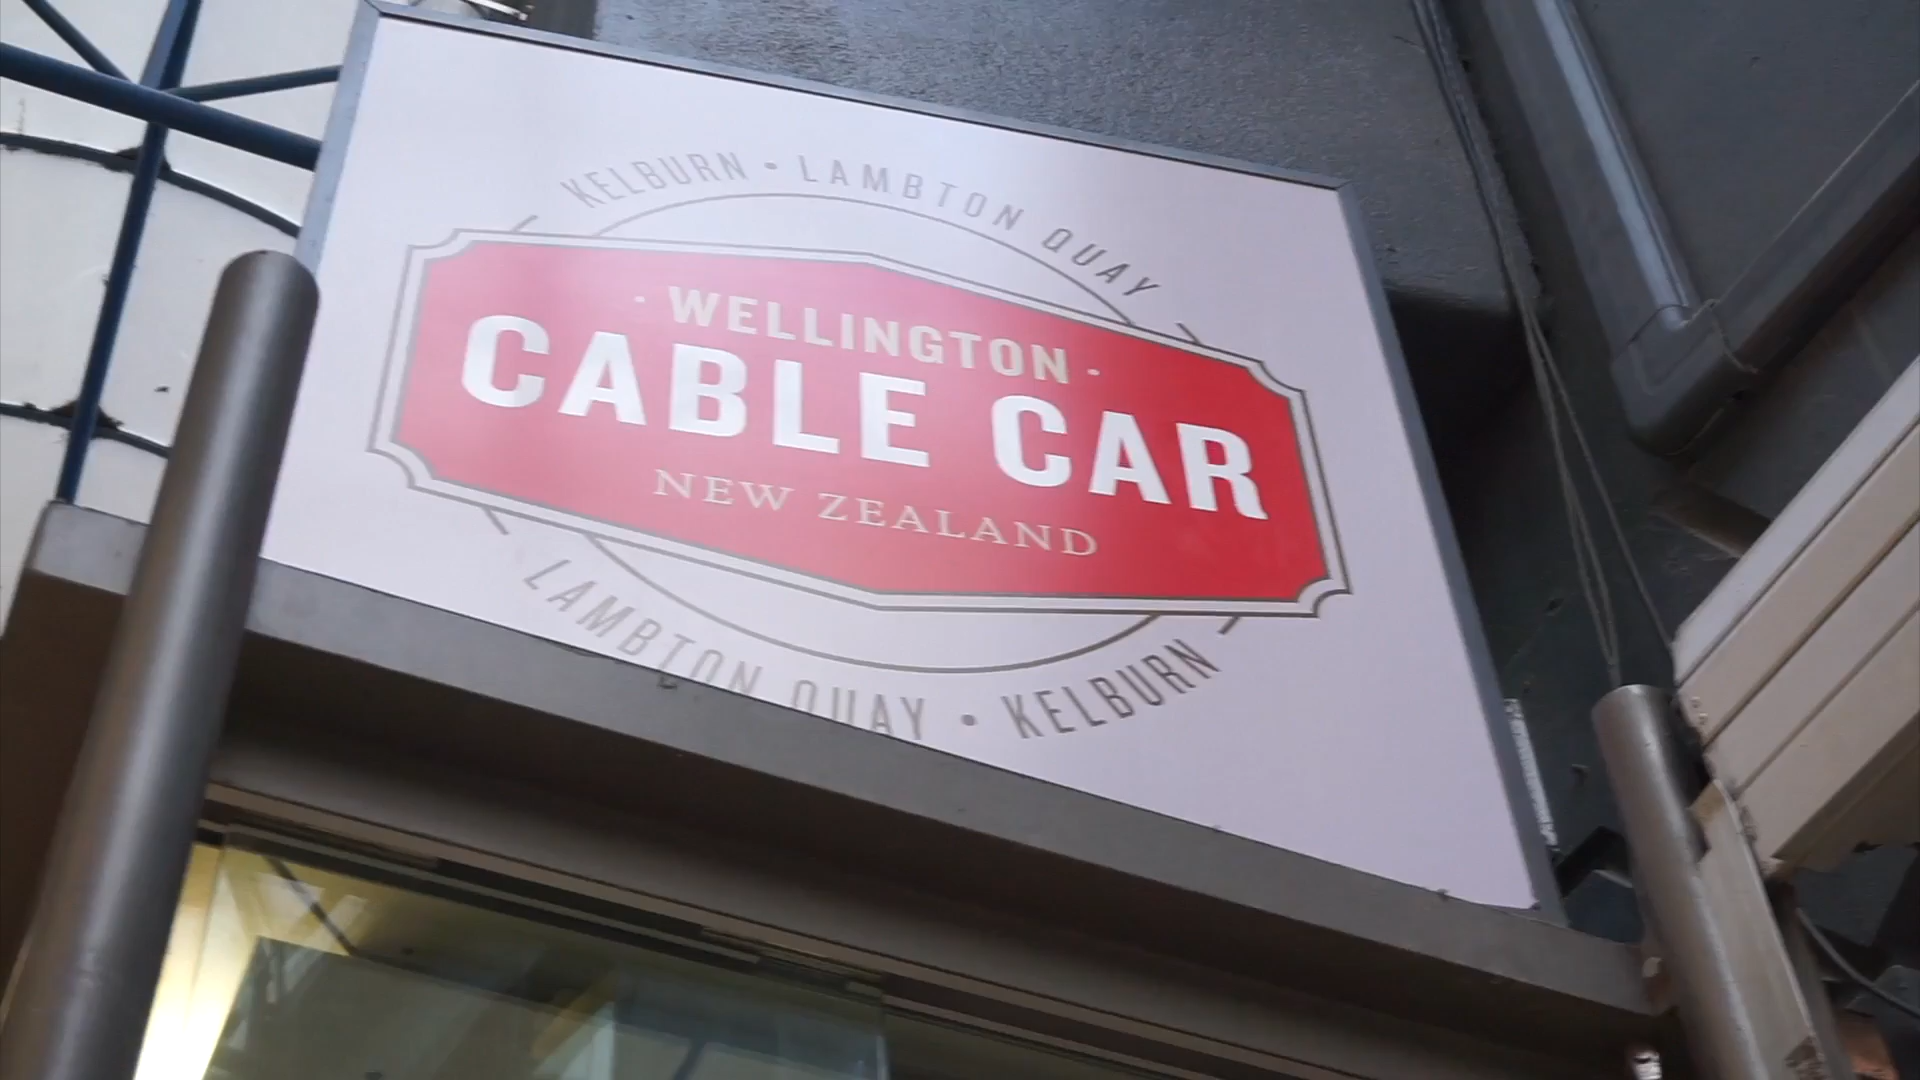 KELBURN • LAMBTON QUAY
· WELLINGTON ·
CABLE CAR
NEW ZEALAND
LAMBTON QUAY • KELBURN